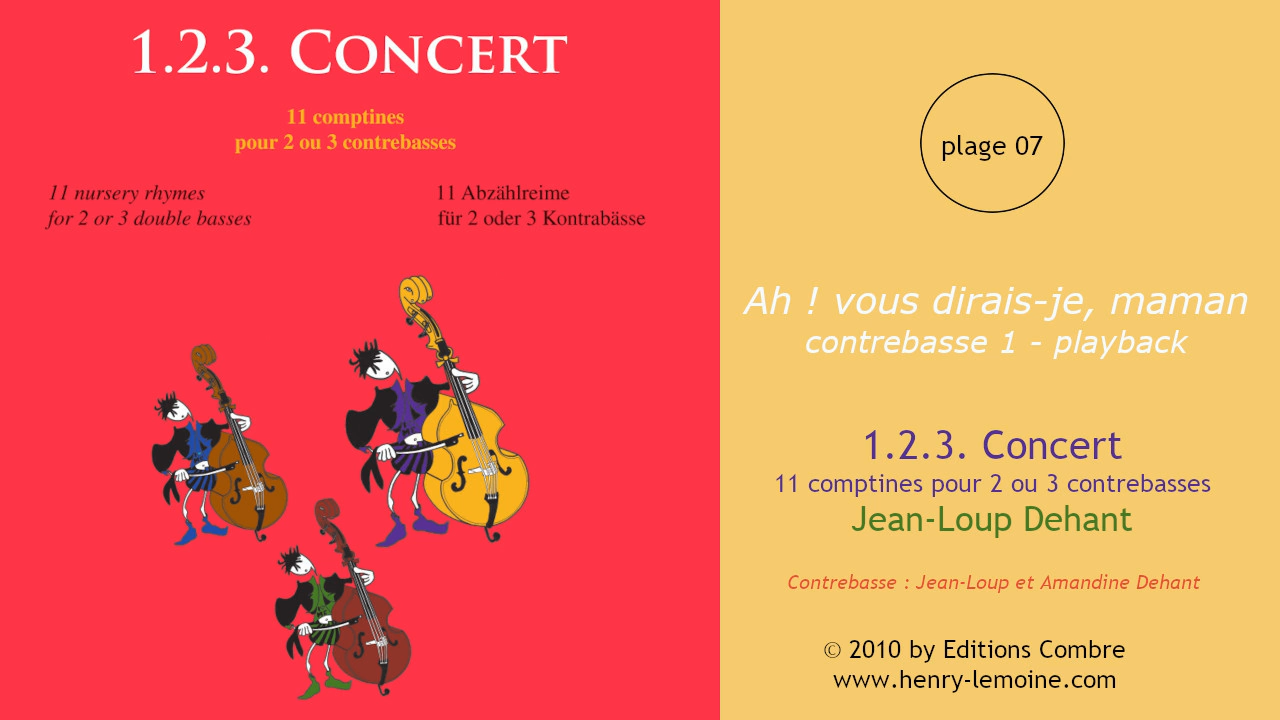 1.2.3. CONCERT
11 comptines
pour 2 ou 3 contrebasses
11 nursery rhymes
for 2 or 3 double basses
11 Abzählreime
für 2 oder 3 Kontrabässe
plage 07
Ah ! vous dirais-je, maman
contrebasse 1 - playback
1.2.3. Concert
11 comptines pour 2 ou 3 contrebasses
Jean-Loup Dehant
Contrebasse : Jean-Loup et Amandine Dehant
© 2010 by Editions Combre
www.henry-lemoine.com